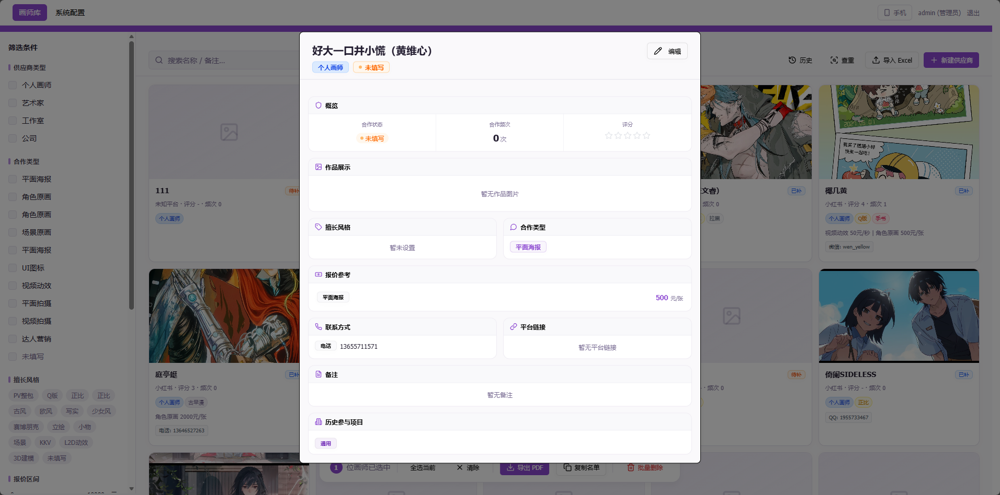 画师库
系统配置
手机
admin (管理员)
退出
筛选条件
供应商类型
个人画师
艺术家
工作室
公司
合作类型
平面海报
角色原画
角色原画
场景原画
平面海报
UI图标
视频动效
平面拍摄
视频拍摄
达人营销
未填写
擅长风格
PV整包 Q版 正比 正比
古风 欧风 写实 少女风
赛博朋克 立绘 小物
场景 KKV L2D动效
3D建模 未填写
报价区间
搜索名称 / 备注...
历史
查重
导入 Excel
新建供应商
111
待补
未知平台 · 评分 - · 频次 0
个人画师
庭亭蜓
已补
小红书 · 评分 3 · 频次 0
个人画师 古早漫
角色原画 2000元/张
电话: 13646527263
好大一口井小慌（黄维心）
编辑
个人画师
未填写
概览
合作状态
未填写
合作频次
0次
评分
作品展示
暂无作品图片
擅长风格
暂未设置
合作类型
平面海报
报价参考
平面海报
500 元/张
联系方式
电话 13655711571
平台链接
暂无平台链接
备注
暂无备注
历史参与项目
通用
文睿）
已补
频次 0
拉黑
2027.05.01
我买了糖醋小排
快来一起吃!
椰几黄
已补
小红书 · 评分 4 · 频次 1
个人画师 Q版 手书
视频动效 50元/秒 | 角色原画 500元/张
微信: wen_yellow
待补
· 频次 0
倚阑SIDELESS
已补
小红书 · 评分 - · 频次 0
个人画师 正比
QQ: 1955733467
1 位画师已选中
全选当前
清除
导出 PDF
复制名单
批量删除